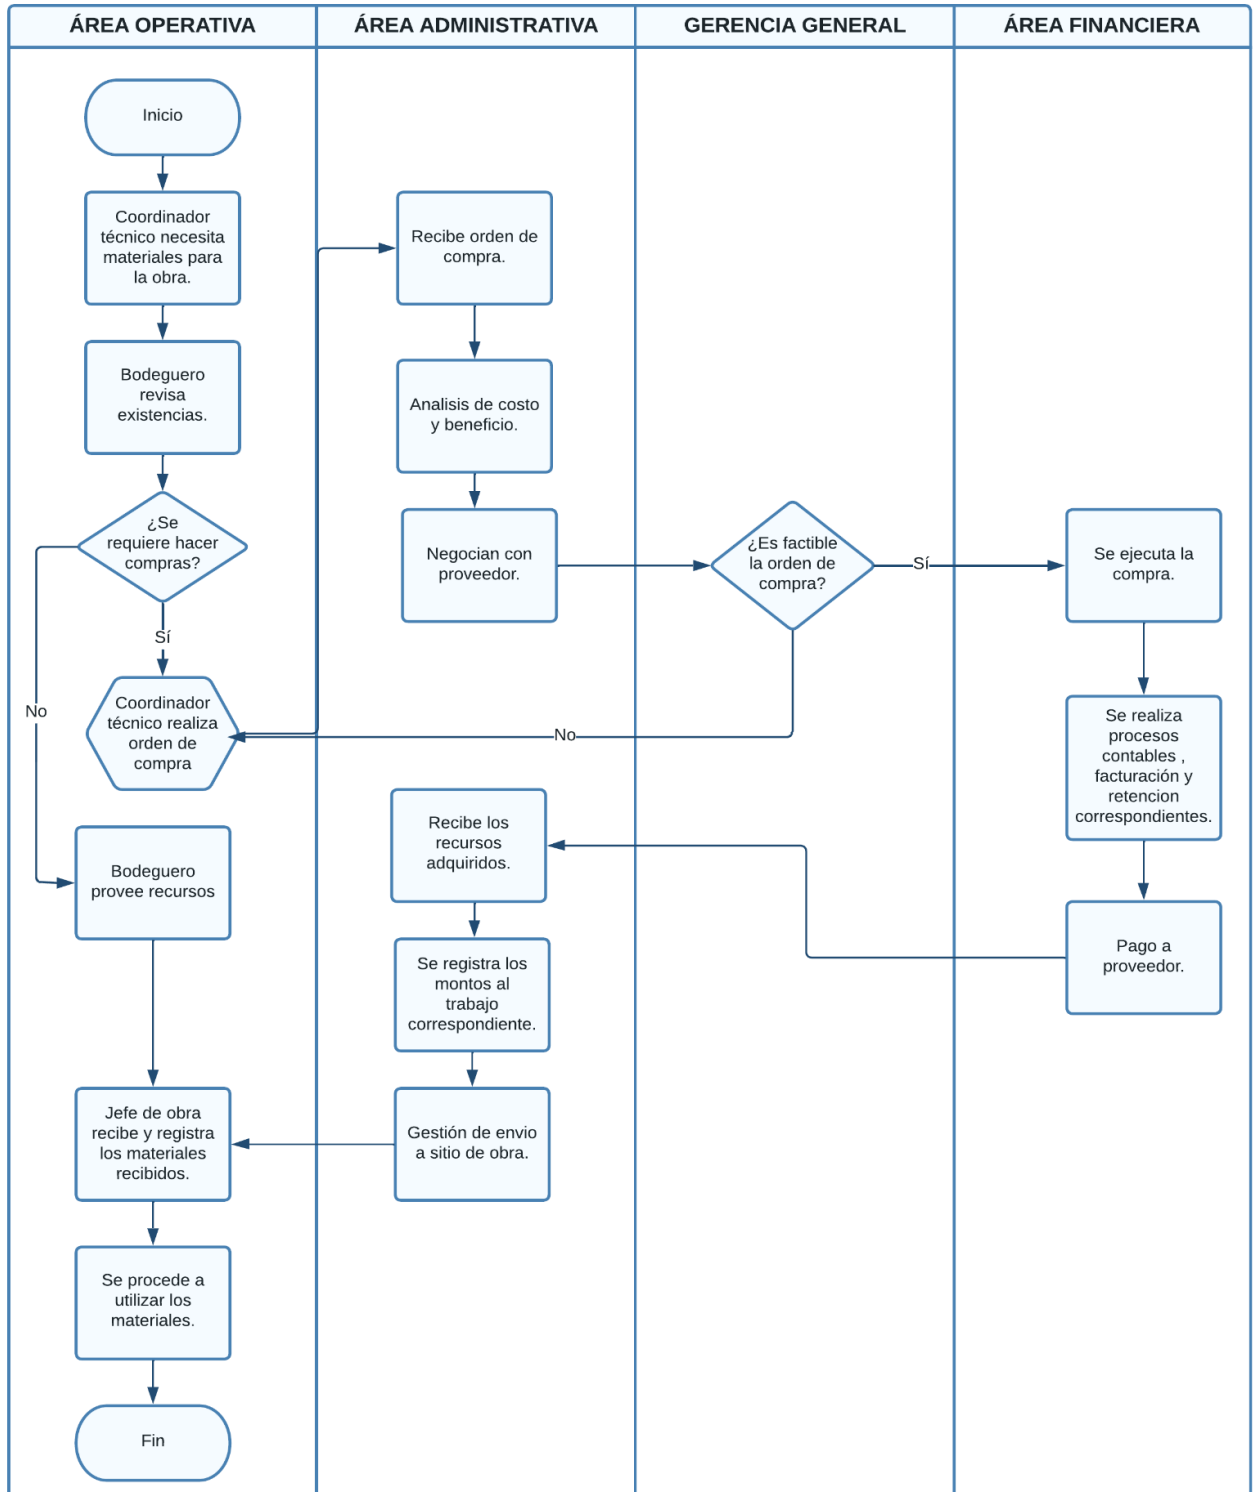 ÁREA OPERATIVA
ÁREA ADMINISTRATIVA
GERENCIA GENERAL
ÁREA FINANCIERA
Inicio
Coordinador
técnico necesita
materiales para
la obra.
Bodeguero
revisa
existencias.
¿Se
requiere hacer
compras?
Sí
No
Coordinador
técnico realiza
orden de
compra
Bodeguero
provee recursos
Jefe de obra
recibe y registra
los materiales
recibidos.
Se procede a
utilizar los
materiales.
Fin
Recibe orden de
compra.
Analisis de costo
y beneficio.
Negocian con
proveedor.
No
Recibe los
recursos
adquiridos.
Se registra los
montos al
trabajo
correspondiente.
Gestión de envio
a sitio de obra.
¿Es factible
la orden de
compra?
Sí
Se ejecuta la
compra.
Se realiza
procesos
contables ,
facturación y
retencion
correspondientes.
Pago a
proveedor.